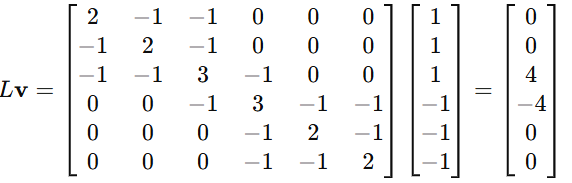 2 −1 −1 0 0 0 1 0
−1 2 −1 0 0 0 1 0
−1 −1 3 −1 0 0 1 4
Lv = =
0 0 −1 3 −1 −1 −1 −4
0 0 0 −1 2 −1 −1 0
0 0 0 −1 −1 2 −1 0